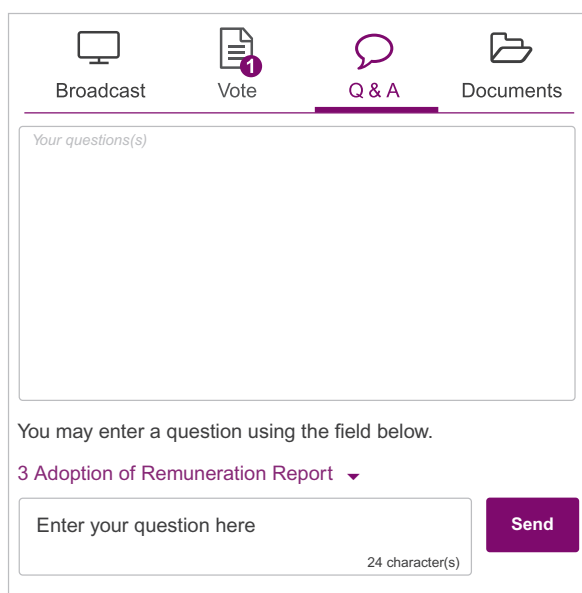 1
Broadcast Vote Q & A Documents
Your questions(s)
You may enter a question using the field below.
3 Adoption of Remuneration Report
Enter your question here
Send
24 character(s)